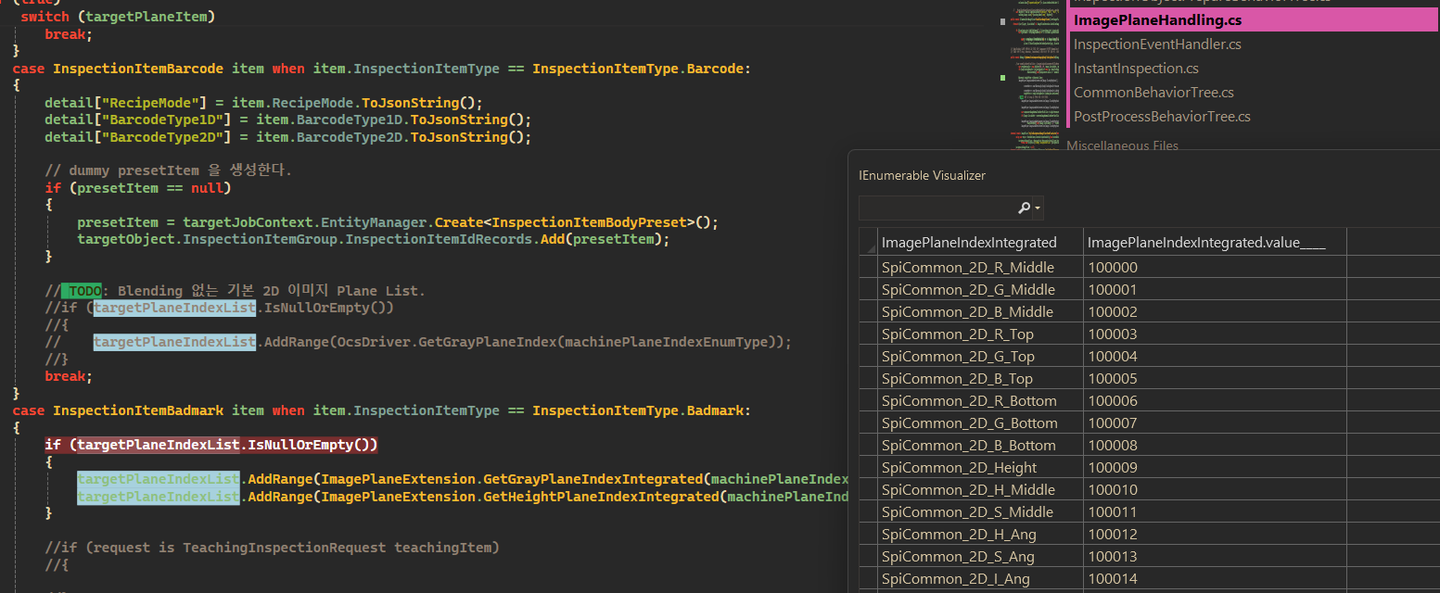 (true)
switch (targetPlaneItem)
break;
}
case InspectionItemBarcode item when item.InspectionItemType == InspectionItemType.Barcode:
{
detail["RecipeMode"] = item.RecipeMode.ToJsonString();
detail["BarcodeType1D"] = item.BarcodeType1D.ToJsonString();
detail["BarcodeType2D"] = item.BarcodeType2D.ToJsonString();
// dummy presetItem 을 생성한다.
if (presetItem == null)
{
presetItem = targetJobContext.EntityManager.Create<InspectionItemBodyPreset>();
targetObject.InspectionItemGroup.InspectionItemIdRecords.Add(presetItem);
}
// TODO: Blending 없는 기본 2D 이미지 Plane List.
//if (targetPlaneIndexList.IsNullOrEmpty())
//{
// targetPlaneIndexList.AddRange(OcsDriver.GetGrayPlaneIndex(machinePlaneIndexEnumType));
//}
break;
}
case InspectionItemBadmark item when item.InspectionItemType == InspectionItemType.Badmark:
{
if (targetPlaneIndexList.IsNullOrEmpty())
{
targetPlaneIndexList.AddRange(ImagePlaneExtension.GetGrayPlaneIndexIntegrated(machinePlaneIndex
targetPlaneIndexList.AddRange(ImagePlaneExtension.GetHeightPlaneIndexIntegrated(machinePlaneInd
}
//if (request is TeachingInspectionRequest teachingItem)
//{
ImagePlaneHandling.cs
InspectionEventHandler.cs
InstantInspection.cs
CommonBehaviorTree.cs
PostProcessBehaviorTree.cs
Miscellaneous Files
IEnumerable Visualizer
ImagePlaneIndexIntegrated ImagePlaneIndexIntegrated.value____
SpiCommon_2D_R_Middle 100000
SpiCommon_2D_G_Middle 100001
SpiCommon_2D_B_Middle 100002
SpiCommon_2D_R_Top 100003
SpiCommon_2D_G_Top 100004
SpiCommon_2D_B_Top 100005
SpiCommon_2D_R_Bottom 100006
SpiCommon_2D_G_Bottom 100007
SpiCommon_2D_B_Bottom 100008
SpiCommon_2D_Height 100009
SpiCommon_2D_H_Middle 100010
SpiCommon_2D_S_Middle 100011
SpiCommon_2D_H_Ang 100012
SpiCommon_2D_S_Ang 100013
SpiCommon_2D_I_Ang 100014